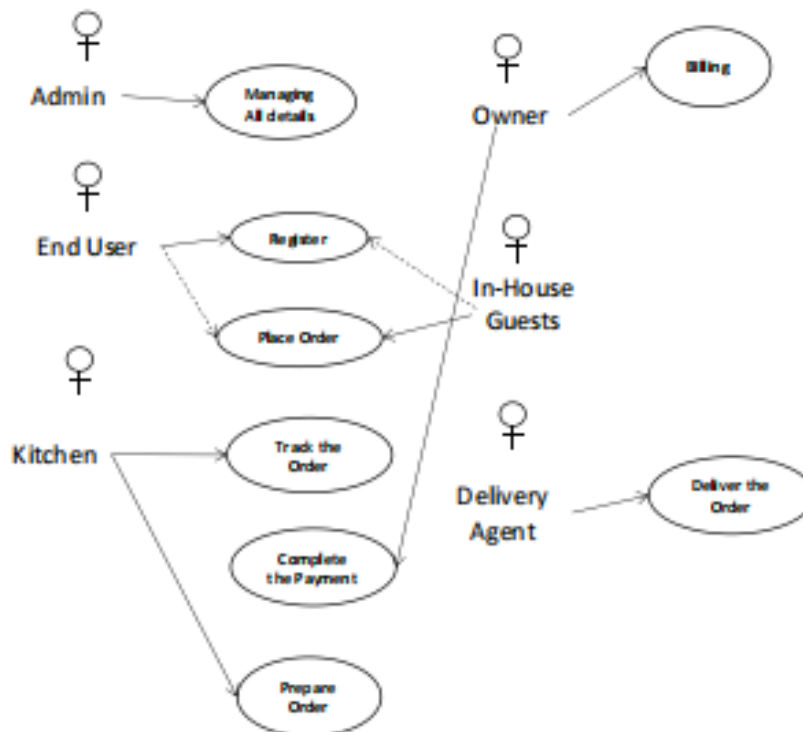 Admin
Managing
All details
Owner
Billing
End User
Register
In-House
Guests
Place Order
Kitchen
Track the
Order
Delivery
Agent
Deliver the
Order
Complete
the Payment
Prepare
Order